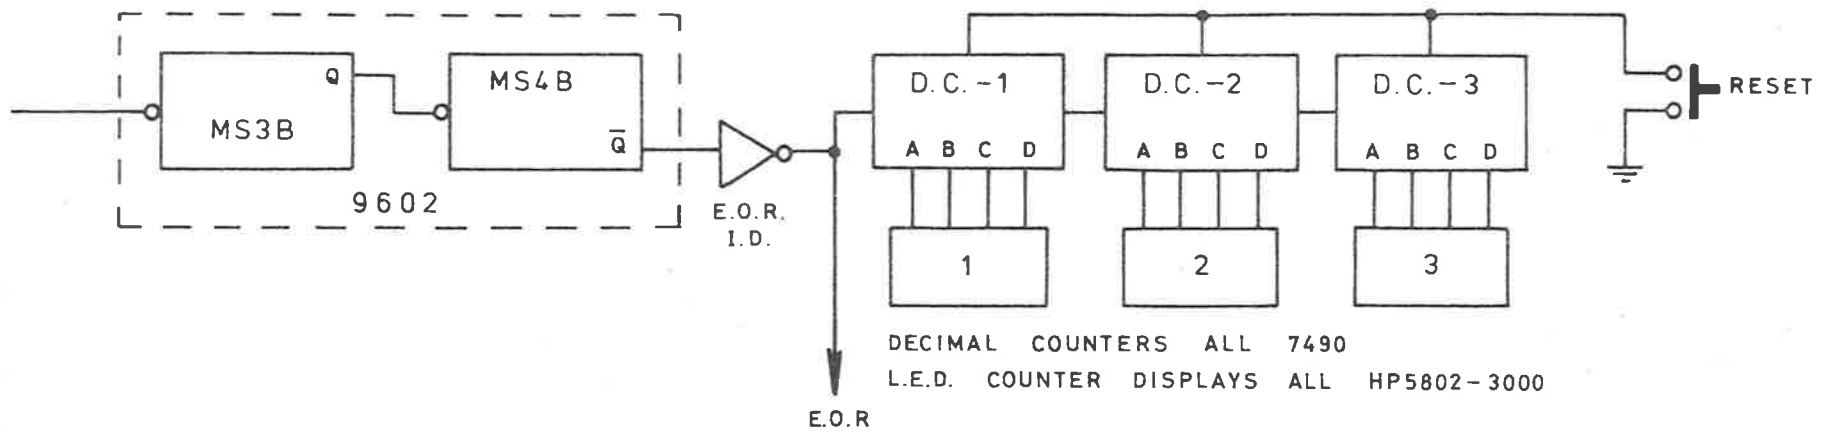 Q
MS3B
MS4B
Q̅
9602
E.O.R.
I.D.
E.O.R
D.C.-1
A B C D
1
D.C.-2
A B C D
2
D.C.-3
A B C D
3
RESET
DECIMAL COUNTERS ALL 7490
L.E.D. COUNTER DISPLAYS ALL HP5802-3000